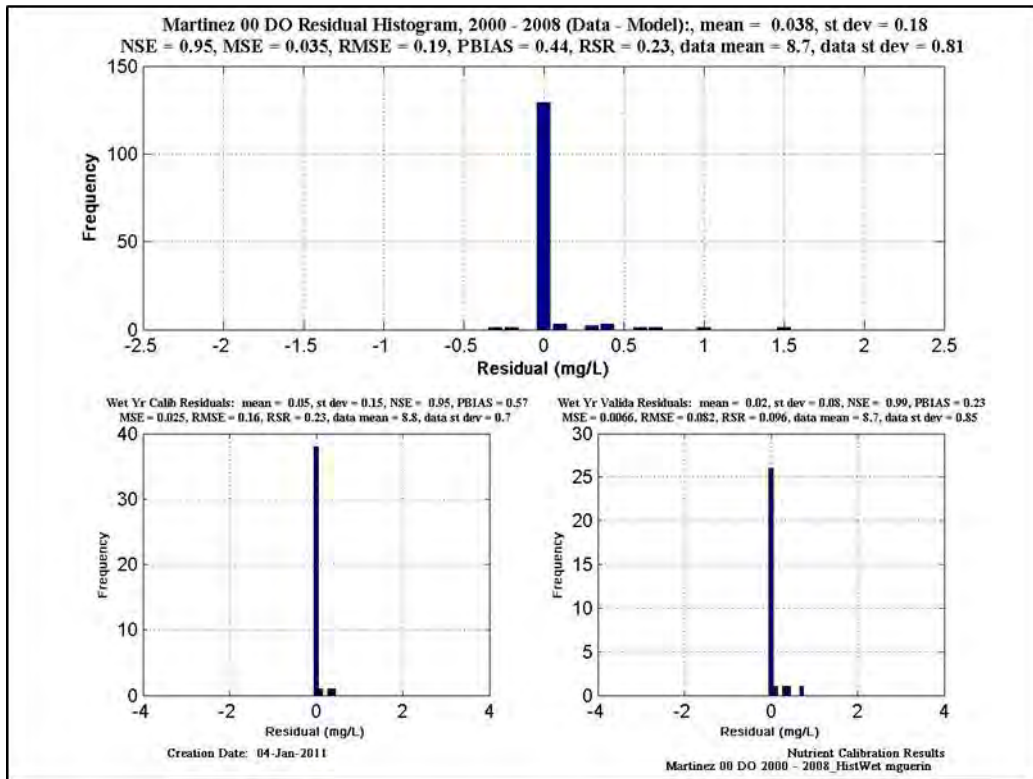 Martinez 00 DO Residual Histogram, 2000 - 2008 (Data - Model):, mean = 0.038, st dev = 0.18
NSE = 0.95, MSE = 0.035, RMSE = 0.19, PBIAS = 0.44, RSR = 0.23, data mean = 8.7, data st dev = 0.81
150
100
50
0
Frequency
-2.5 -2 -1.5 -1 -0.5 0 0.5 1 1.5 2 2.5
Residual (mg/L)
Wet Yr Calib Residuals: mean = 0.05, st dev = 0.15, NSE = 0.95, PBIAS = 0.57
MSE = 0.025, RMSE = 0.16, RSR = 0.23, data mean = 8.8, data st dev = 0.7
40
30
20
10
0
Frequency
-4 -2 0 2 4
Residual (mg/L)
Wet Yr Valida Residuals: mean = 0.02, st dev = 0.08, NSE = 0.99, PBIAS = 0.23
MSE = 0.0066, RMSE = 0.082, RSR = 0.096, data mean = 8.7, data st dev = 0.85
30
25
20
15
10
5
0
Frequency
-4 -2 0 2 4
Residual (mg/L)
Creation Date: 04-Jan-2011
Nutrient Calibration Results
Martinez 00 DO 2000 - 2008_HistWet mguerin